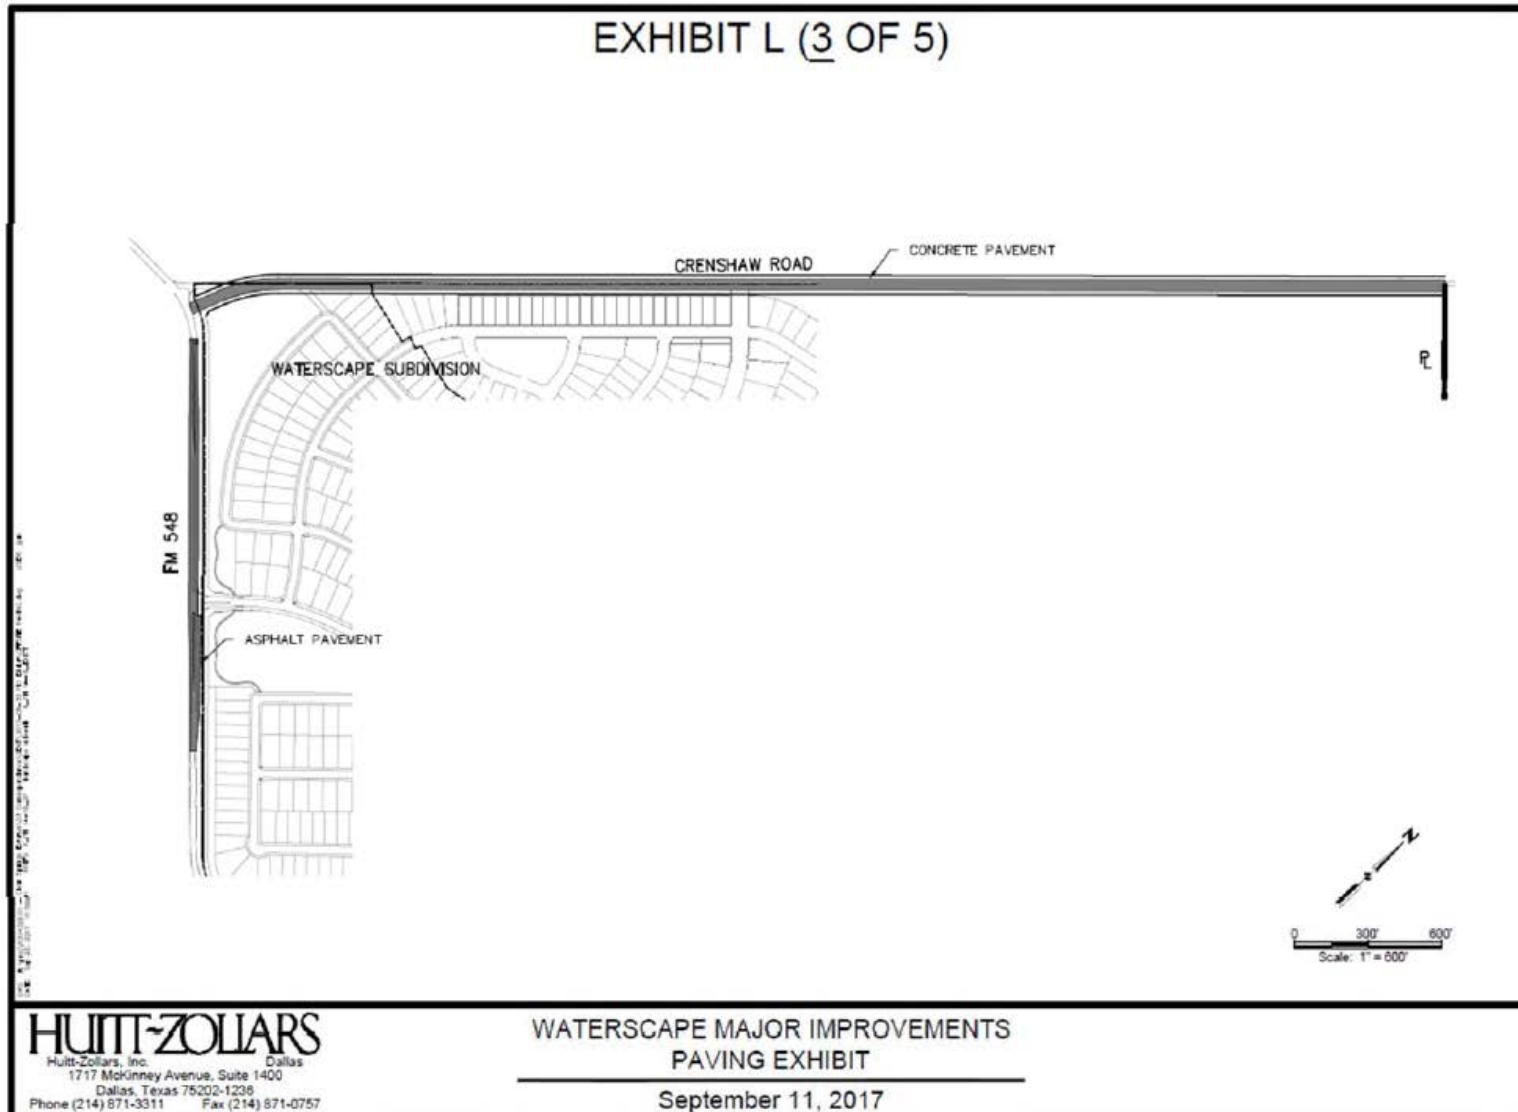 EXHIBIT L (3 OF 5)
CRENSHAW ROAD
CONCRETE PAVEMENT
WATERSCAPE SUBDIVISION
PL
FM 548
ASPHALT PAVEMENT
N
0 300' 600'
Scale: 1" = 600'
HUITT-ZOLLARS
Huitt-Zollars, Inc. Dallas
1717 McKinney Avenue, Suite 1400
Dallas, Texas 75202-1236
Phone (214) 871-3311 Fax (214) 871-0757
WATERSCAPE MAJOR IMPROVEMENTS
PAVING EXHIBIT
September 11, 2017